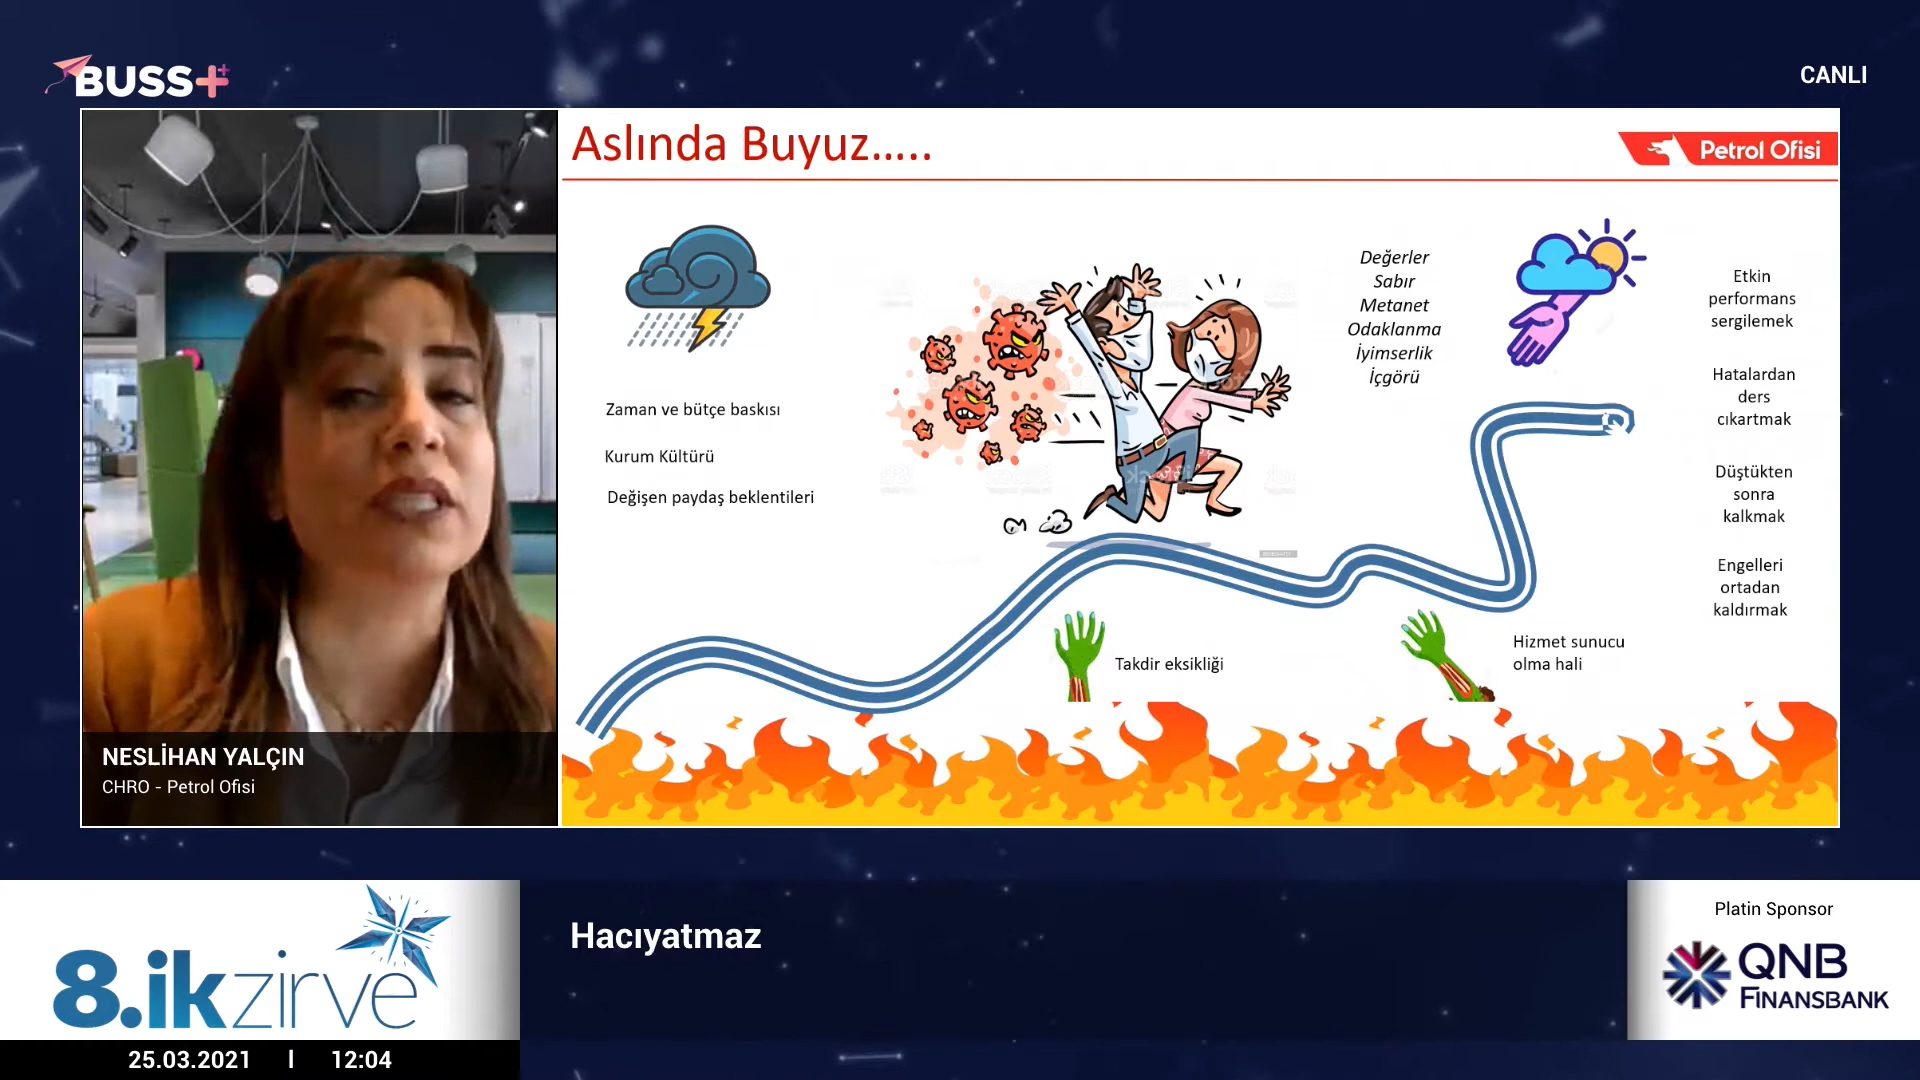 BUSS+
CANLI
Aslında Buyuz.....
Petrol Ofisi
Değerler
Sabır
Metanet
Odaklanma
İyimserlik
İçgörü
Etkin
performans
sergilemek
Hatalardan
ders
cıkartmak
Düştükten
sonra
kalkmak
Engelleri
ortadan
kaldırmak
Zaman ve bütçe baskısı
Kurum Kültürü
Değişen paydaş beklentileri
Takdir eksikliği
Hizmet sunucu
olma hali
NESLİHAN YALÇIN
CHRO - Petrol Ofisi
8.ikzirve
25.03.2021 | 12:04
Hacıyatmaz
Platin Sponsor
QNB
FINANSBANK